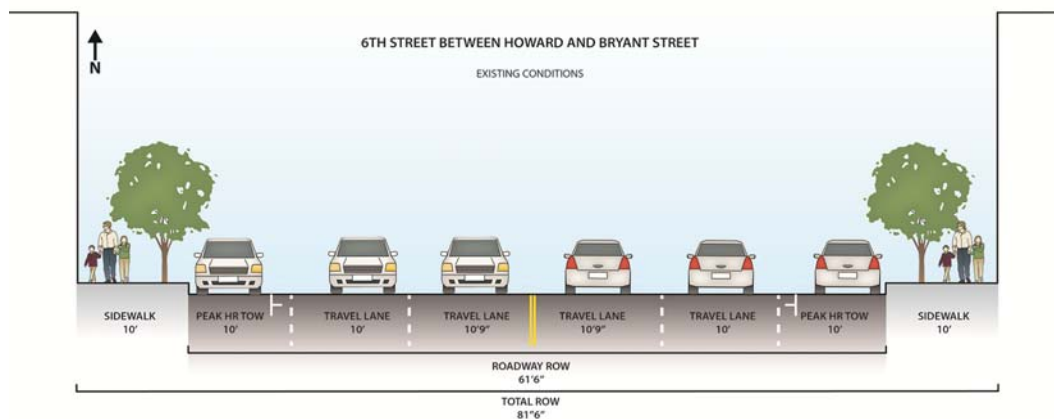 6TH STREET BETWEEN HOWARD AND BRYANT STREET
EXISTING CONDITIONS
N
SIDEWALK
10'
PEAK HR TOW
10'
TRAVEL LANE
10'
TRAVEL LANE
10'9"
TRAVEL LANE
10'9"
TRAVEL LANE
10'
PEAK HR TOW
10'
SIDEWALK
10'
ROADWAY ROW
61'6"
TOTAL ROW
81"6"